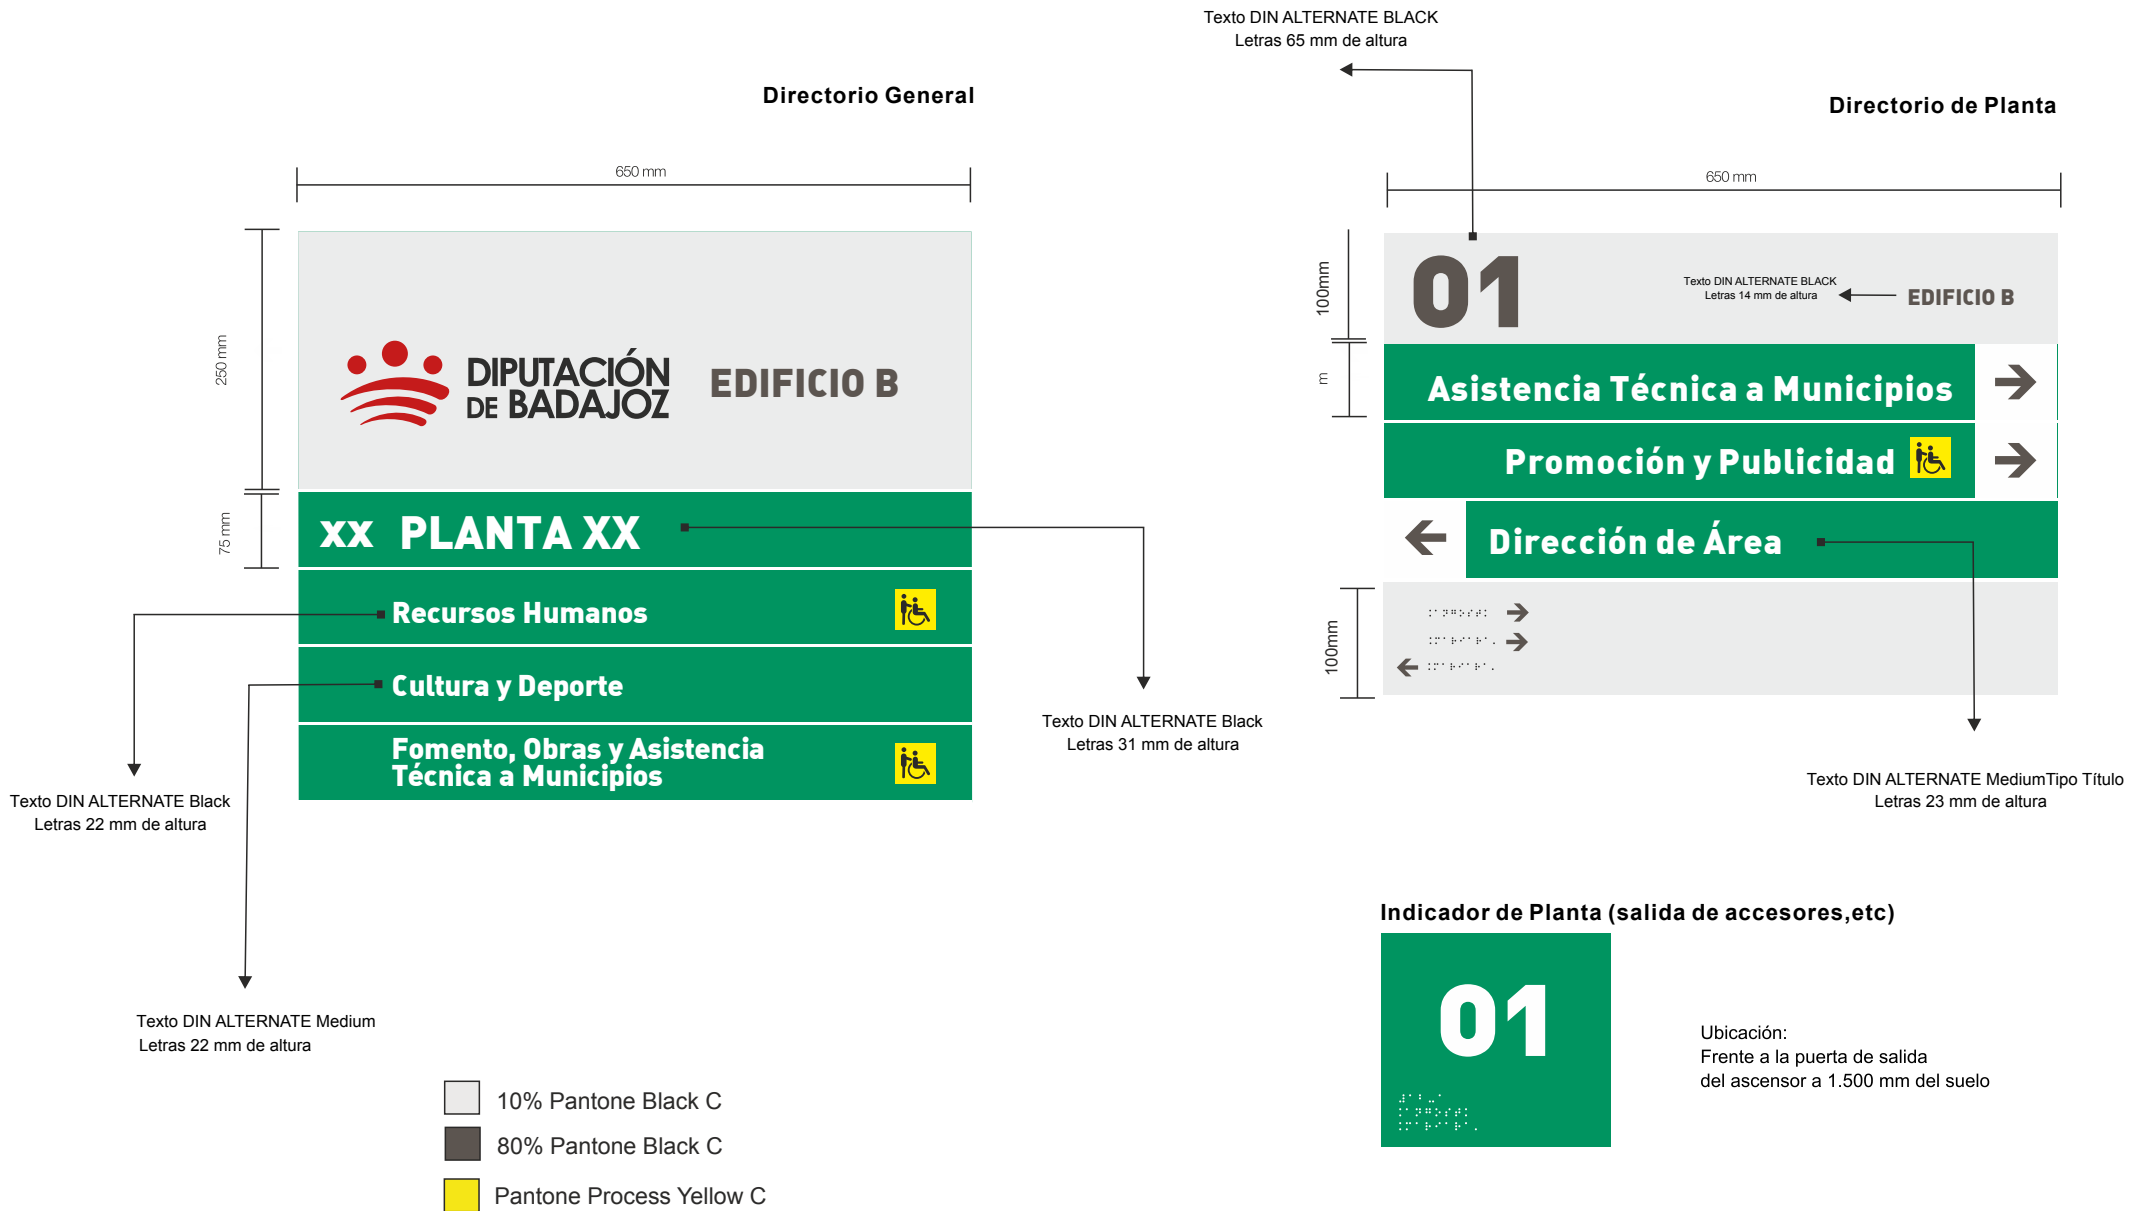 Texto DIN ALTERNATE BLACK
Letras 65 mm de altura
Directorio General
650 mm
250 mm
DIPUTACIÓN
DE BADAJOZ
EDIFICIO B
75 mm
xx PLANTA XX
Recursos Humanos
Cultura y Deporte
Fomento, Obras y Asistencia
Técnica a Municipios
Texto DIN ALTERNATE Black
Letras 31 mm de altura
Texto DIN ALTERNATE Black
Letras 22 mm de altura
Texto DIN ALTERNATE Medium
Letras 22 mm de altura
10% Pantone Black C
80% Pantone Black C
Pantone Process Yellow C
Directorio de Planta
650 mm
100mm
01
Texto DIN ALTERNATE BLACK
Letras 14 mm de altura
EDIFICIO B
m
Asistencia Técnica a Municipios
Promoción y Publicidad
Dirección de Área
100mm
Texto DIN ALTERNATE MediumTipo Título
Letras 23 mm de altura
Indicador de Planta (salida de accesores,etc)
01
Ubicación:
Frente a la puerta de salida
del ascensor a 1.500 mm del suelo